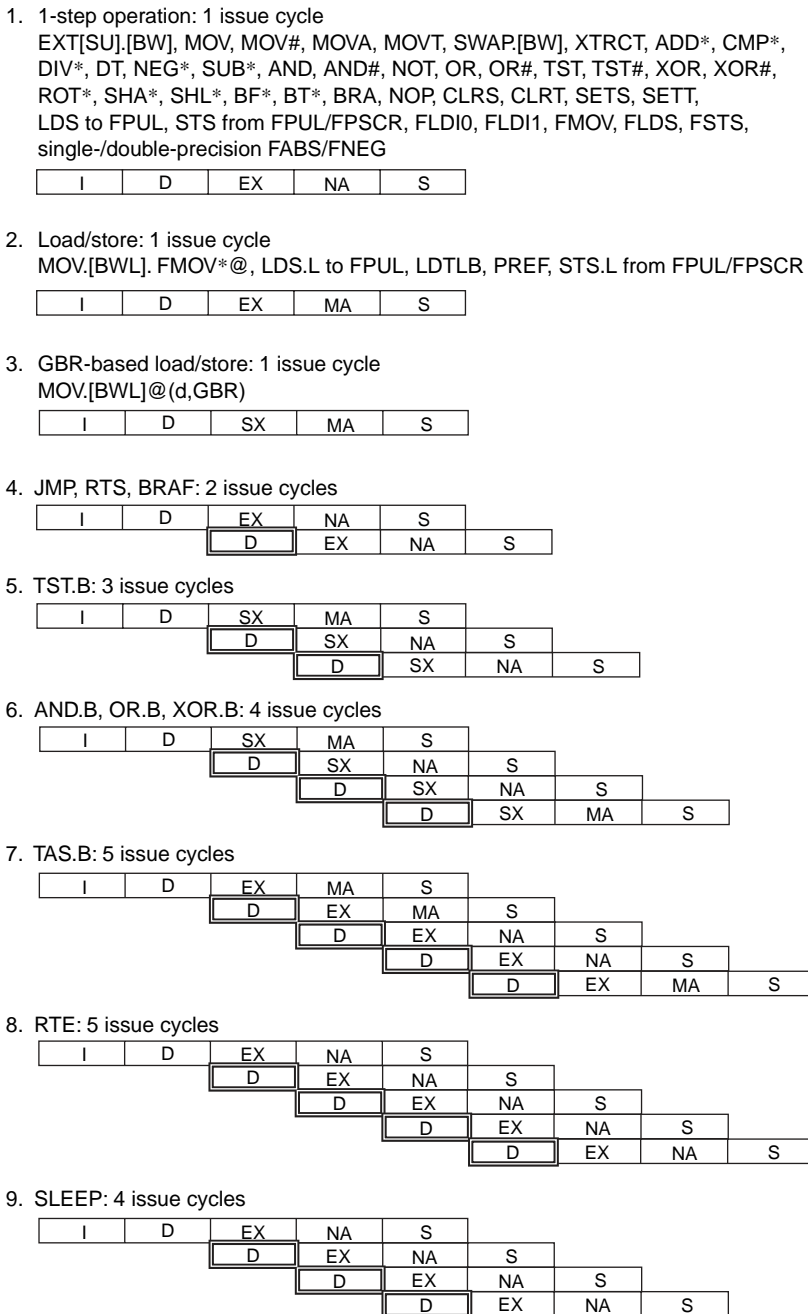 1. 1-step operation: 1 issue cycle
EXT[SU].[BW], MOV, MOV#, MOVA, MOVT, SWAP.[BW], XTRCT, ADD*, CMP*,
DIV*, DT, NEG*, SUB*, AND, AND#, NOT, OR, OR#, TST, TST#, XOR, XOR#,
ROT*, SHA*, SHL*, BF*, BT*, BRA, NOP, CLRS, CLRT, SETS, SETT,
LDS to FPUL, STS from FPUL/FPSCR, FLDI0, FLDI1, FMOV, FLDS, FSTS,
single-/double-precision FABS/FNEG
I D EX NA S
2. Load/store: 1 issue cycle
MOV.[BWL]. FMOV*@, LDS.L to FPUL, LDTLB, PREF, STS.L from FPUL/FPSCR
I D EX MA S
3. GBR-based load/store: 1 issue cycle
MOV.[BWL]@(d,GBR)
I D SX MA S
4. JMP, RTS, BRAF: 2 issue cycles
I D EX NA S
D EX NA S
5. TST.B: 3 issue cycles
I D SX MA S
D SX NA S
D SX NA S
6. AND.B, OR.B, XOR.B: 4 issue cycles
I D SX MA S
D SX NA S
D SX NA S
D SX MA S
7. TAS.B: 5 issue cycles
I D EX MA S
D EX MA S
D EX NA S
D EX NA S
D EX MA S
8. RTE: 5 issue cycles
I D EX NA S
D EX NA S
D EX NA S
D EX NA S
D EX NA S
9. SLEEP: 4 issue cycles
I D EX NA S
D EX NA S
D EX NA S
D EX NA S